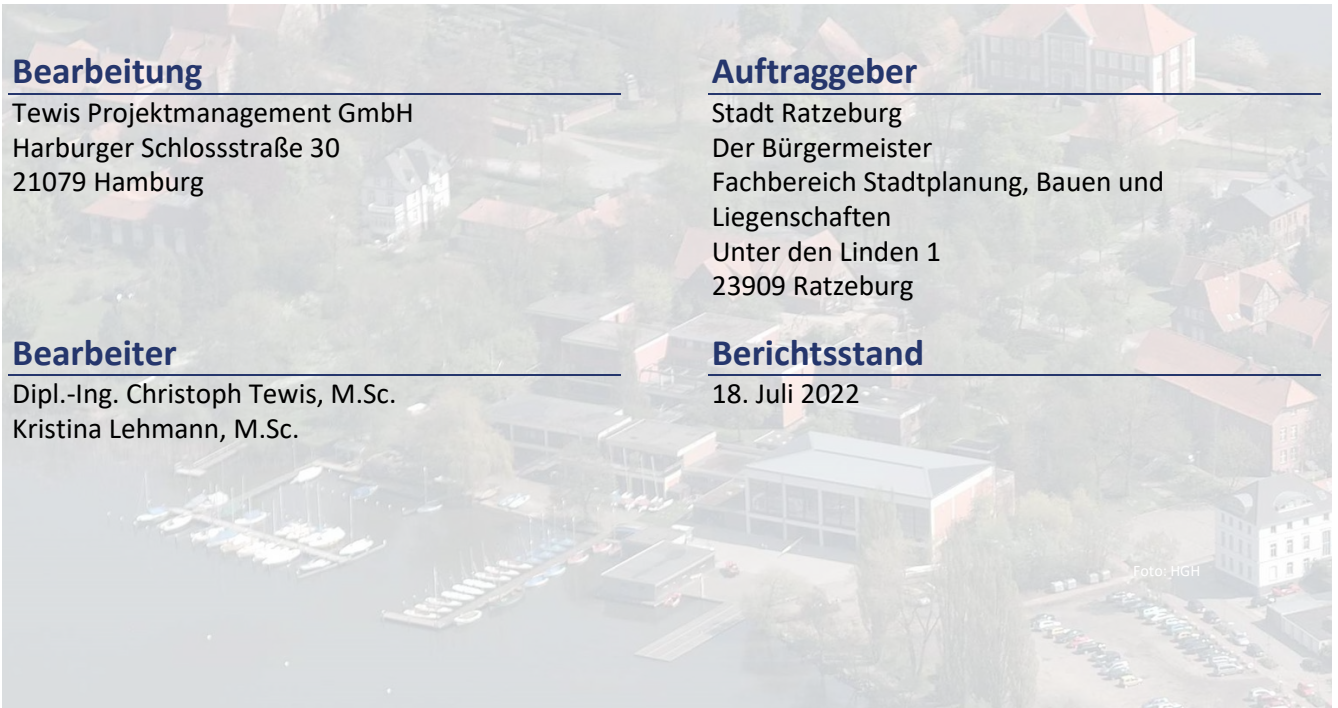 Bearbeitung
Tewis Projektmanagement GmbH
Harburger Schlossstraße 30
21079 Hamburg
Auftraggeber
Stadt Ratzeburg
Der Bürgermeister
Fachbereich Stadtplanung, Bauen und
Liegenschaften
Unter den Linden 1
23909 Ratzeburg
Bearbeiter
Dipl.-Ing. Christoph Tewis, M.Sc.
Kristina Lehmann, M.Sc.
Berichtsstand
18. Juli 2022
Foto: HGH